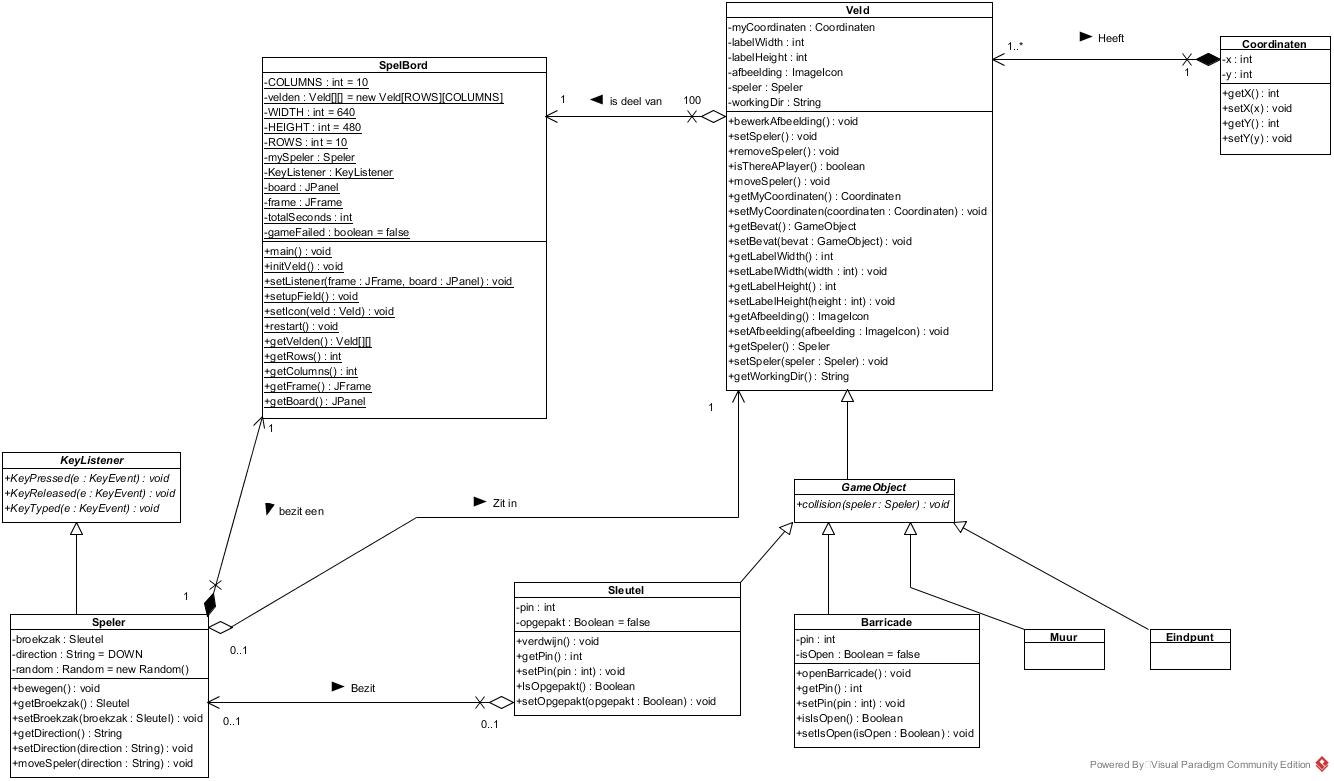 SpelBord
-COLUMNS : int = 10
-velden : Veld[][] = new Veld[ROWS][COLUMNS]
-WIDTH : int = 640
-HEIGHT : int = 480
-ROWS : int = 10
-mySpeler : Speler
-KeyListener : KeyListener
-board : JPanel
-frame : JFrame
-totalSeconds : int
-gameFailed : boolean = false
+main() : void
+initVeld() : void
+setListener(frame : JFrame, board : JPanel) : void
+setupField() : void
+setIcon(veld : Veld) : void
+restart() : void
+getVelden() : Veld[][]
+getRows() : int
+getColumns() : int
+getFrame() : JFrame
+getBoard() : JPanel
1
is deel van
100
Veld
-myCoordinaten : Coordinaten
-labelWidth : int
-labelHeight : int
-afbeelding : ImageIcon
-speler : Speler
-workingDir : String
+bewerkAfbeelding() : void
+setSpeler() : void
+removeSpeler() : void
+isThereAPlayer() : boolean
+moveSpeler() : void
+getMyCoordinaten() : Coordinaten
+setMyCoordinaten(coordinaten : Coordinaten) : void
+getBevat() : GameObject
+setBevat(bevat : GameObject) : void
+getLabelWidth() : int
+setLabelWidth(width : int) : void
+getLabelHeight() : int
+setLabelHeight(height : int) : void
+getAfbeelding() : ImageIcon
+setAfbeelding(afbeelding : ImageIcon) : void
+getSpeler() : Speler
+setSpeler(speler : Speler) : void
+getWorkingDir() : String
1..*
Heeft
1
Coordinaten
-x : int
-y : int
+getX() : int
+setX(x) : void
+getY() : int
+setY(y) : void
1
1
KeyListener
+KeyPressed(e : KeyEvent) : void
+KeyReleased(e : KeyEvent) : void
+KeyTyped(e : KeyEvent) : void
bezit een
Zit in
GameObject
+collision(speler : Speler) : void
1
Speler
-broekzak : Sleutel
-direction : String = DOWN
-random : Random = new Random()
+bewegen() : void
+getBroekzak() : Sleutel
+setBroekzak(broekzak : Sleutel) : void
+getDirection() : String
+setDirection(direction : String) : void
+moveSpeler(direction : String) : void
0..1
Bezit
0..1
0..1
Sleutel
-pin : int
-opgepakt : Boolean = false
+verdwijn() : void
+getPin() : int
+setPin(pin : int) : void
+IsOpgepakt() : Boolean
+setOpgepakt(opgepakt : Boolean) : void
Barricade
-pin : int
-isOpen : Boolean = false
+openBarricade() : void
+getPin() : int
+setPin(pin : int) : void
+isIsOpen() : Boolean
+setIsOpen(isOpen : Boolean) : void
Muur
Eindpunt
Powered By Visual Paradigm Community Edition